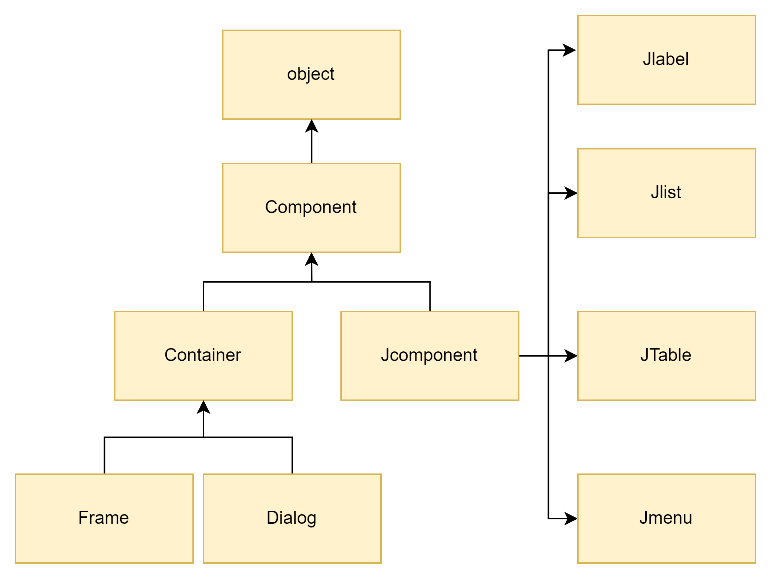 object
Jlabel
Component
Jlist
Container
Jcomponent
JTable
Frame
Dialog
Jmenu